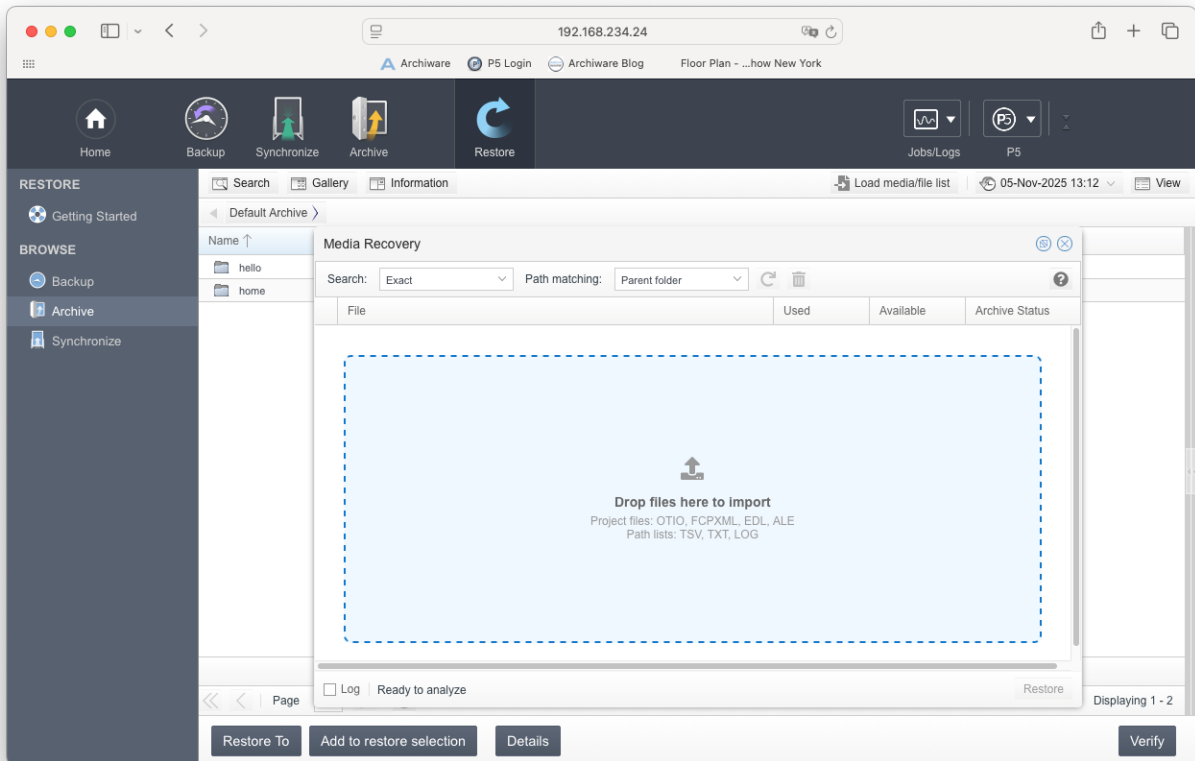 192.168.234.24
Archiware P5 Login Archiware Blog Floor Plan - ...how New York
Home Backup Synchronize Archive Restore Jobs/Logs P5
P5
RESTORE
Getting Started
BROWSE
Backup
Archive
Synchronize
Search Gallery Information Load media/file list 05-Nov-2025 13:12 View
Default Archive
Name
hello
home
Media Recovery
Search: Exact Path matching: Parent folder
File Used Available Archive Status
Drop files here to import
Project files: OTIO, FCPXML, EDL, ALE
Path lists: TSV, TXT, LOG
Log Ready to analyze Restore
Page Displaying 1 - 2
Restore To Add to restore selection Details Verify